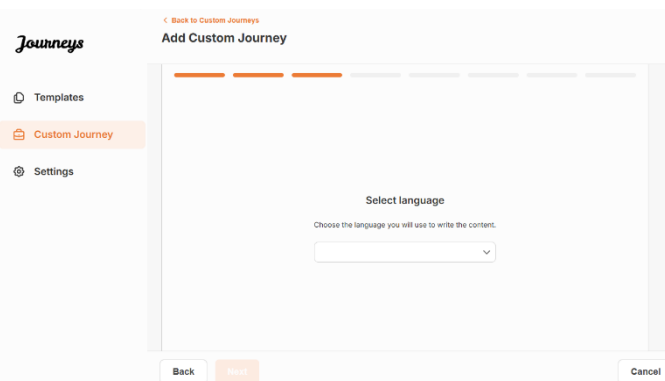 Back to Custom Journeys
Journeys
Add Custom Journey
Templates
Custom Journey
Settings
Select language
Choose the language you will use to write the content.
Back
Next
Cancel